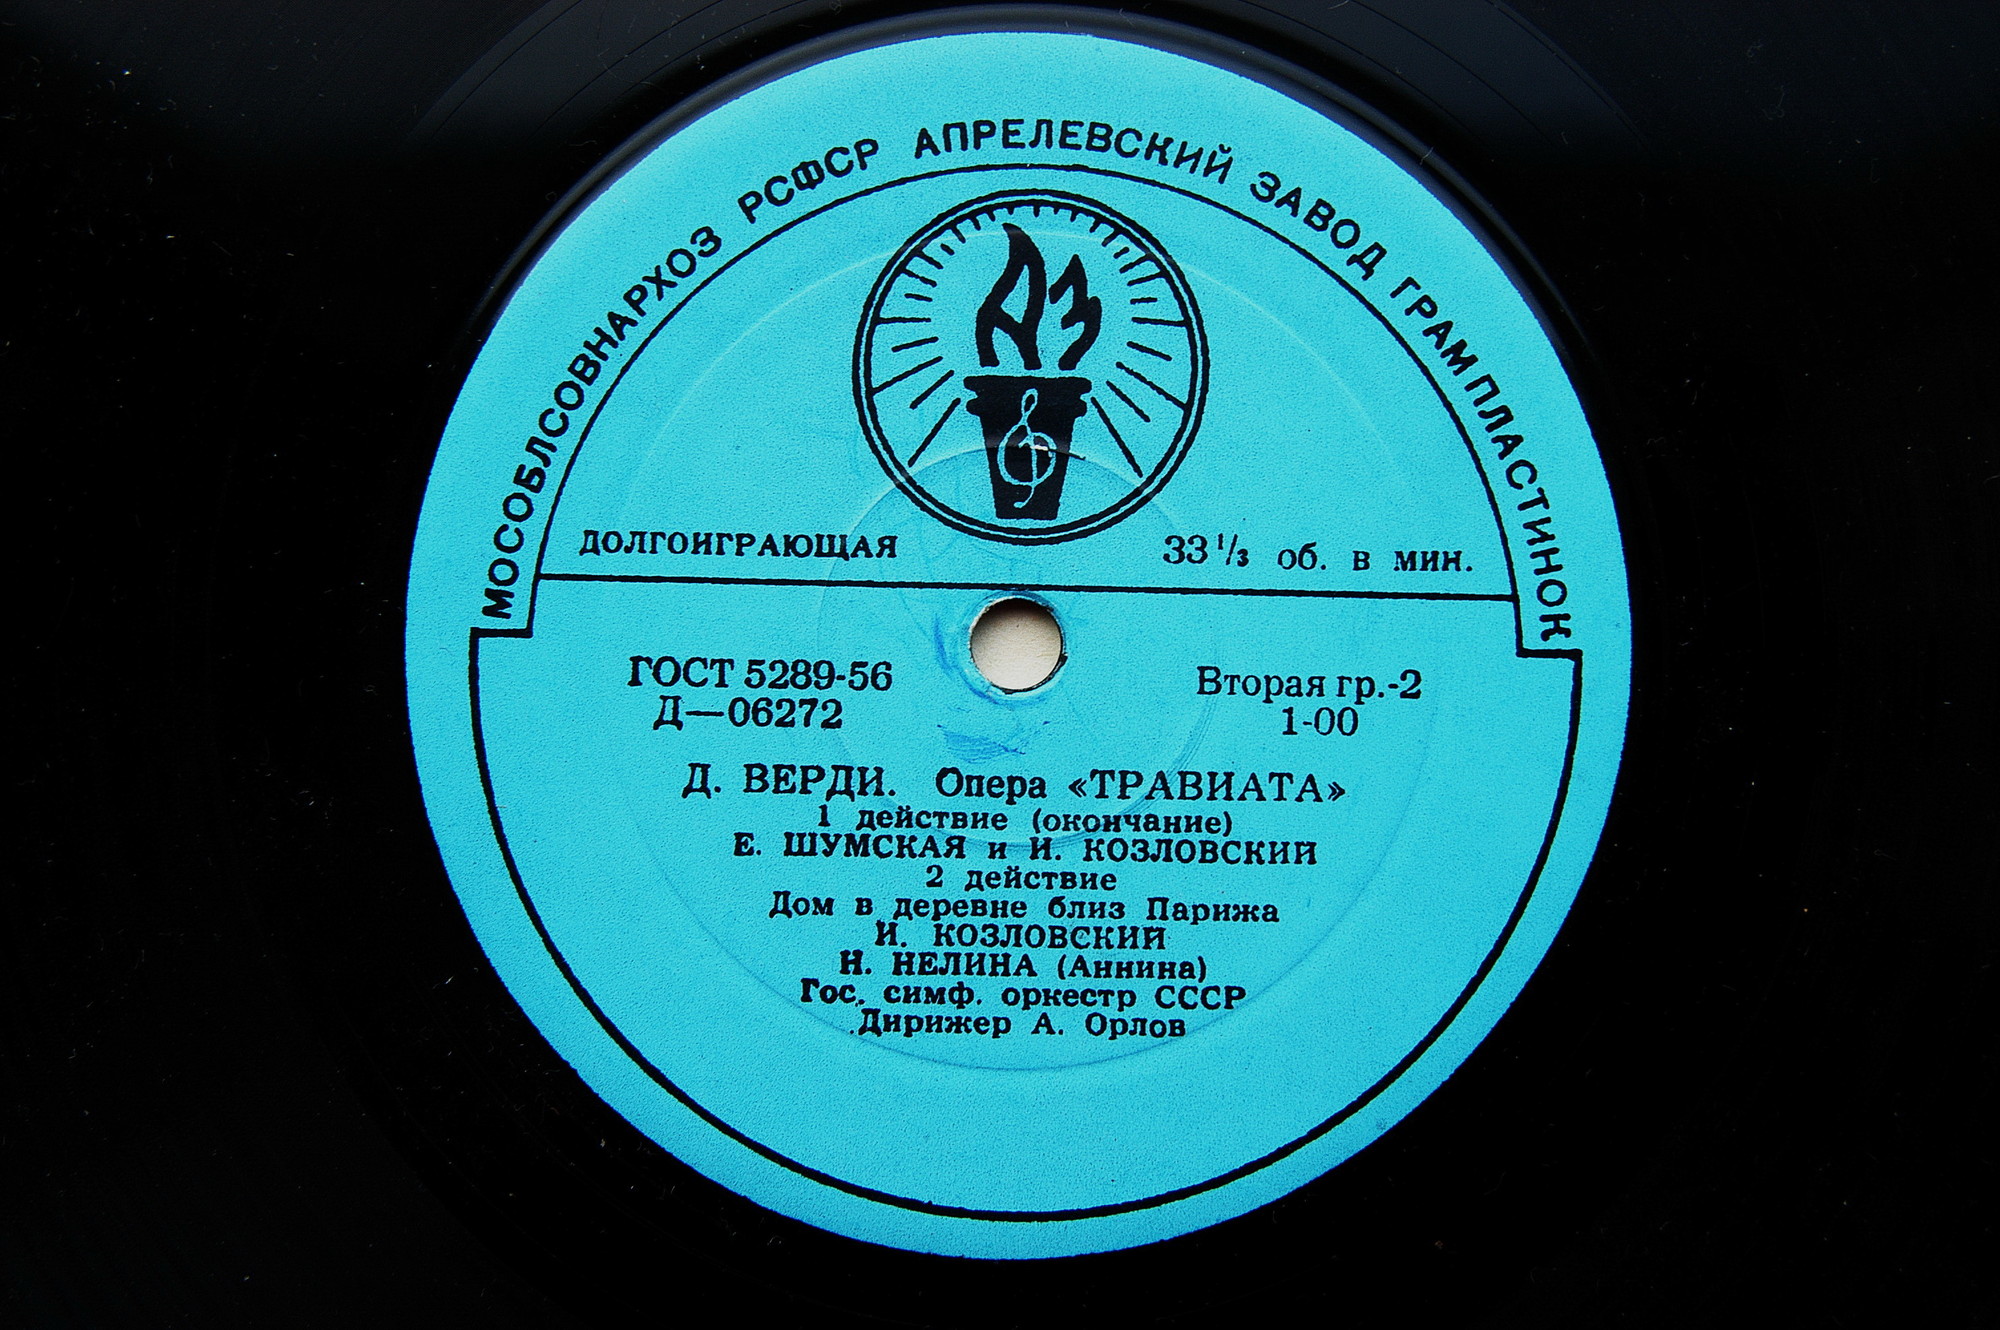 МОСОБЛСОВНАРХОЗ РСФСР АПРЕЛЕВСКИЙ ЗАВОД ГРАМПЛАСТИНОК
АЗ
ДОЛГОИГРАЮЩАЯ 33 1/3 об. в мин.
ГОСТ 5289-56 Вторая гр.-2
Д—06272 1-00
Д. ВЕРДИ. Опера «ТРАВИАТА»
1 действие (окончание)
Е. ШУМСКАЯ и И. КОЗЛОВСКИЙ
2 действие
Дом в деревне близ Парижа
И. КОЗЛОВСКИЙ
Н. НЕЛИНА (Аннина)
Гос. симф. оркестр СССР
Дирижер А. Орлов